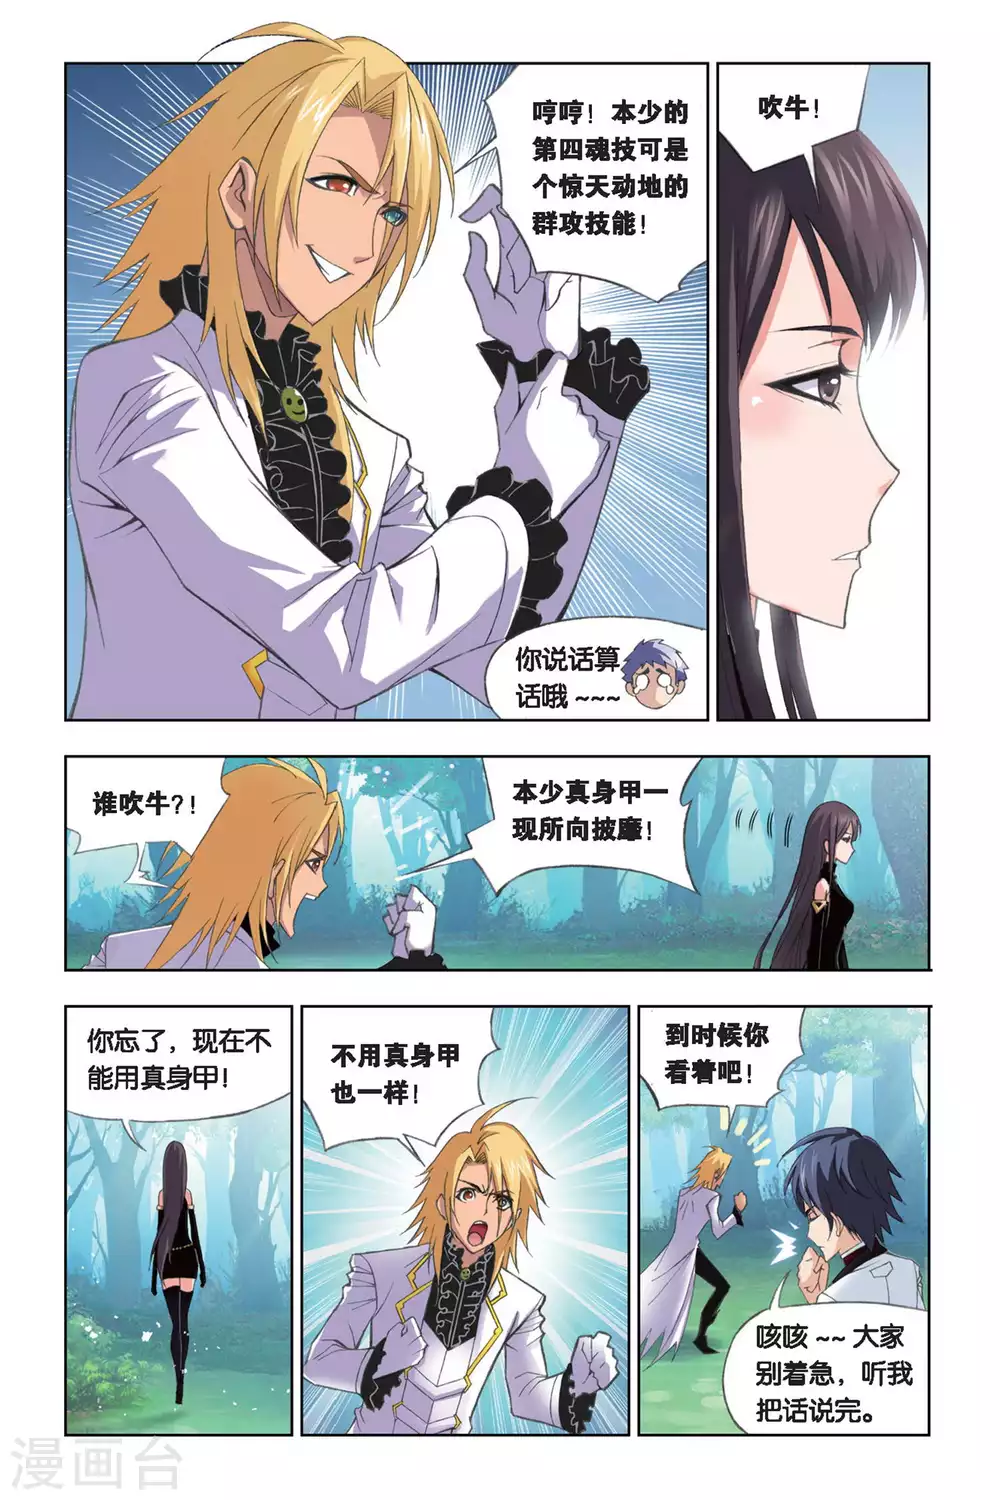 哼哼！本少的
第四魂技可是
个惊天动地的
群攻技能！
吹牛！
你说话算
话哦~~~
谁吹牛？！
本少真身甲一
现所向披靡！
你忘了，现在不
能用真身甲！
不用真身甲
也一样！
到时候你
看着吧！
咳咳~~大家
别着急，听我
把话说完。
漫画台